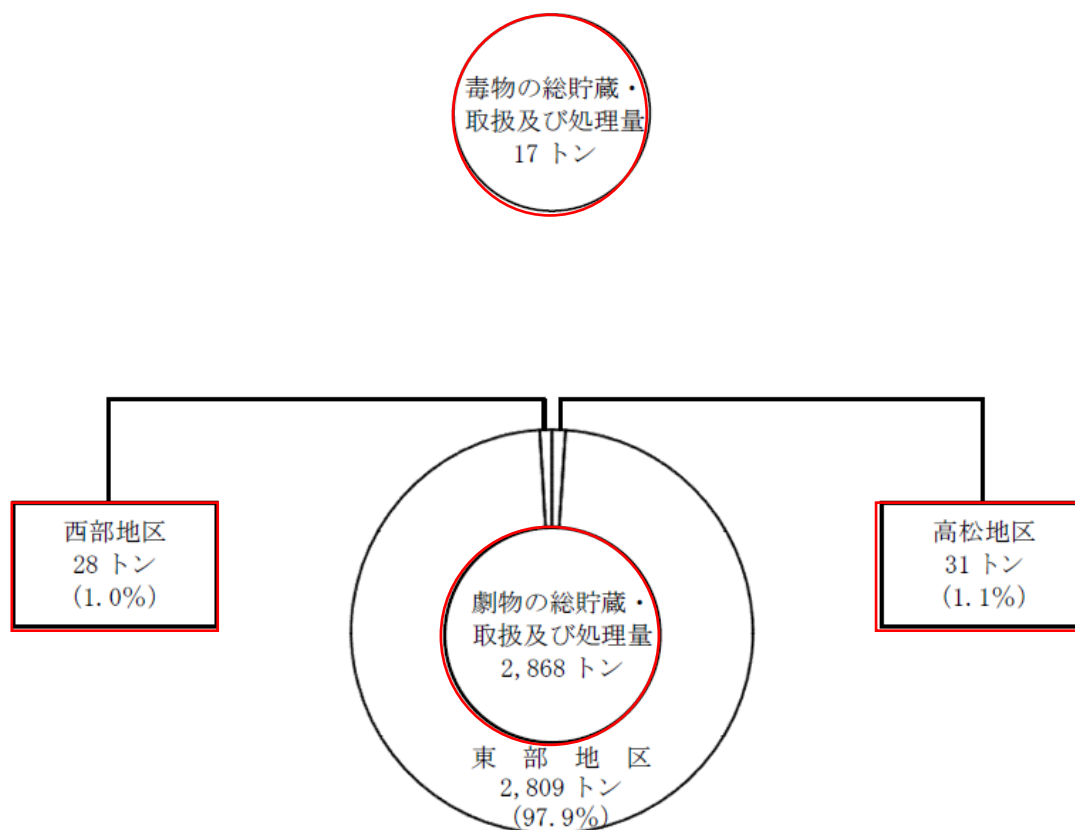 毒物の総貯蔵・
取扱及び処理量
17 トン
西部地区
28 トン
(1.0%)
高松地区
31 トン
(1.1%)
劇物の総貯蔵・
取扱及び処理量
2,868 トン
東 部 地 区
2,809 トン
(97.9%)